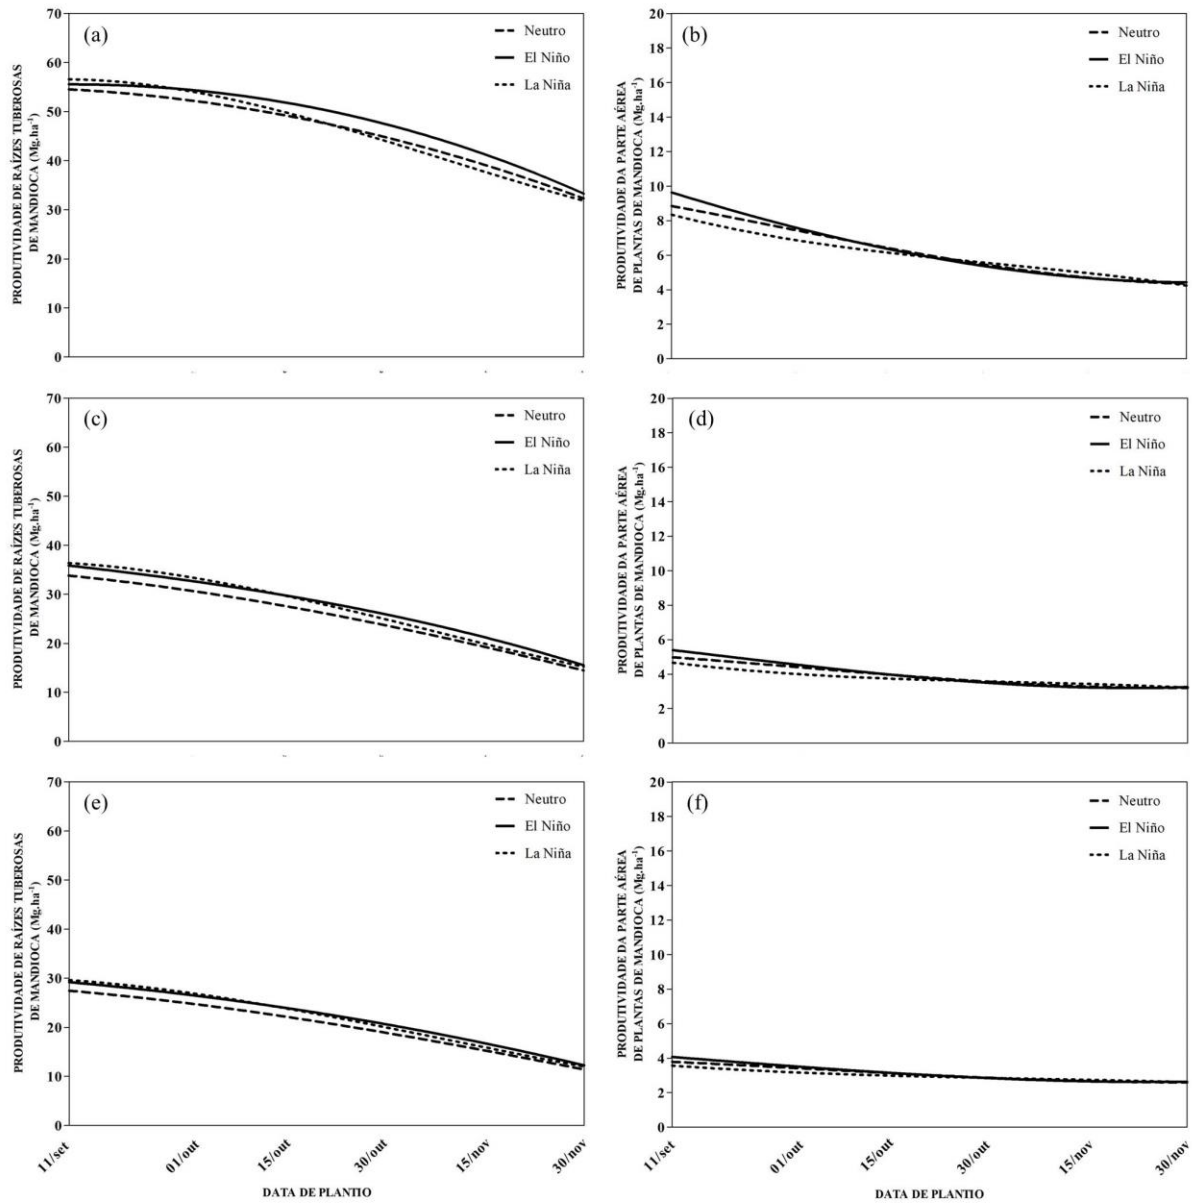 (a)
Neutro
El Niño
La Niña
PRODUTIVIDADE DE RAÍZES TUBEROSAS
DE MANDIOCA (Mg.ha⁻¹)
70
60
50
40
30
20
10
0
(b)
Neutro
El Niño
La Niña
PRODUTIVIDADE DA PARTE AÉREA
DE PLANTAS DE MANDIOCA (Mg.ha⁻¹)
20
18
16
14
12
10
8
6
4
2
0
(c)
Neutro
El Niño
La Niña
PRODUTIVIDADE DE RAÍZES TUBEROSAS
DE MANDIOCA (Mg.ha⁻¹)
70
60
50
40
30
20
10
0
(d)
Neutro
El Niño
La Niña
PRODUTIVIDADE DA PARTE AÉREA
DE PLANTAS DE MANDIOCA (Mg.ha⁻¹)
20
18
16
14
12
10
8
6
4
2
0
(e)
Neutro
El Niño
La Niña
PRODUTIVIDADE DE RAÍZES TUBEROSAS
DE MANDIOCA (Mg.ha⁻¹)
70
60
50
40
30
20
10
0
11/set 01/out 15/out 30/out 15/nov 30/nov
DATA DE PLANTIO
(f)
Neutro
El Niño
La Niña
PRODUTIVIDADE DA PARTE AÉREA
DE PLANTAS DE MANDIOCA (Mg.ha⁻¹)
20
18
16
14
12
10
8
6
4
2
0
11/set 01/out 15/out 30/out 15/nov 30/nov
DATA DE PLANTIO